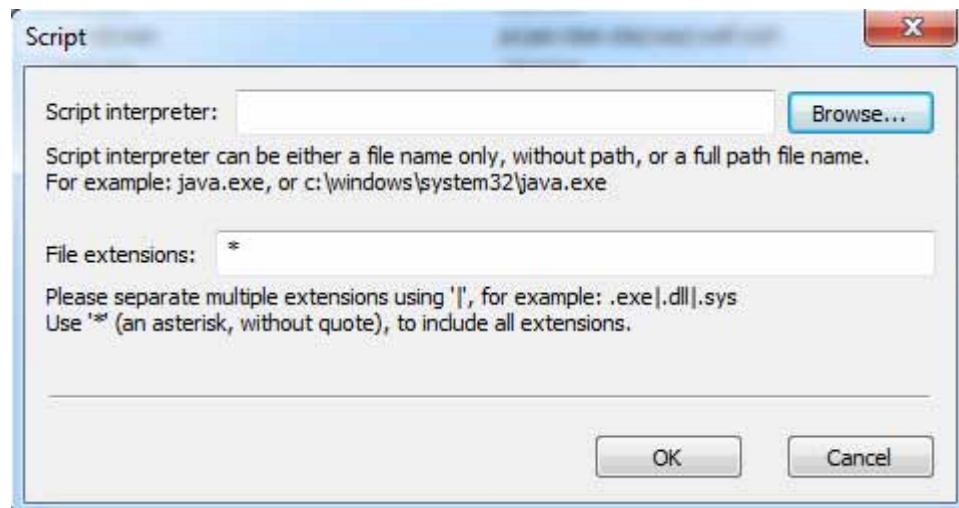 Script
Script interpreter:
Browse...
Script interpreter can be either a file name only, without path, or a full path file name.
For example: java.exe, or c:\windows\system32\java.exe
File extensions: *
Please separate multiple extensions using '|', for example: .exe|.dll|.sys
Use '*' (an asterisk, without quote), to include all extensions.
OK
Cancel